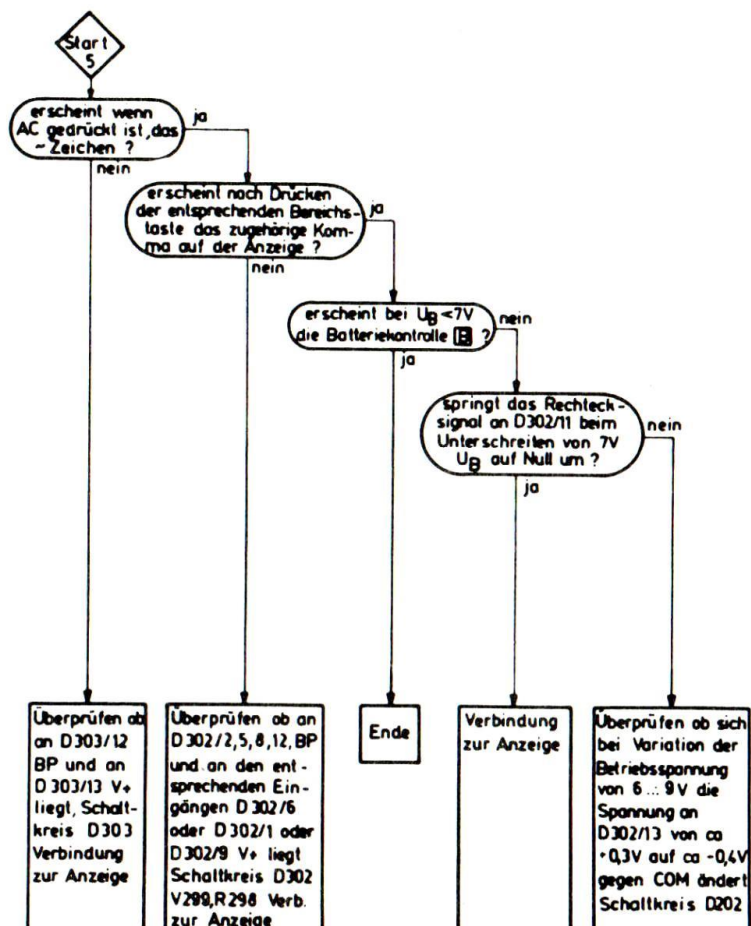 Start
5
erscheint wenn
AC gedrückt ist, das
~ Zeichen ?
ja
nein
erscheint nach Drücken
der entsprechenden Bereichs-
taste das zugehörige Kom-
ma auf der Anzeige ?
ja
nein
erscheint bei UB<7V
die Batteriekontrolle B ?
nein
ja
springt das Rechteck-
signal an D302/11 beim
Unterschreiten von 7V
UB auf Null um ?
nein
ja
Überprüfen ob
an D303/12
BP und an
D303/13 V+
liegt, Schalt-
kreis D303
Verbindung
zur Anzeige
Überprüfen ob an
D302/2,5,8,12, BP
und an den ent-
sprechenden Ein-
gängen D302/6
oder D302/1 oder
D302/9 V+ liegt
Schaltkreis D302
V299,R298 Verb.
zur Anzeige
Ende
Verbindung
zur Anzeige
Überprüfen ob sich
bei Variation der
Betriebsspannung
von 6 ... 9V die
Spannung an
D302/13 von ca
+0,3V auf ca -0,4V
gegen COM ändert
Schaltkreis D202